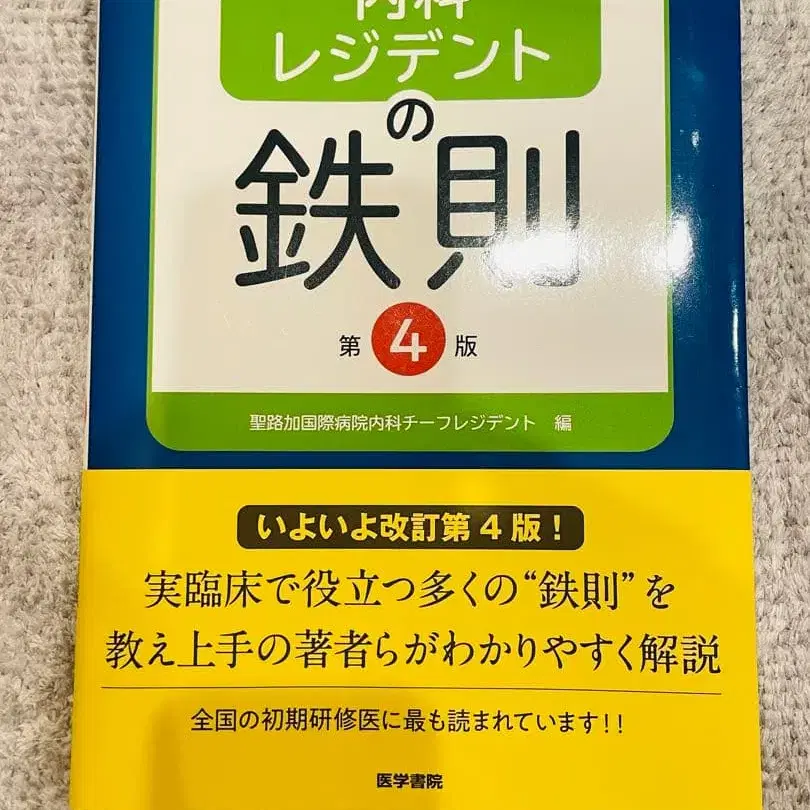 内科
レジデント
の
鉄則
第4版
聖路加国際病院内科チーフレジデント 編
いよいよ改訂第4版!
実臨床で役立つ多くの“鉄則”を
教え上手の著者らがわかりやすく解説
全国の初期研修医に最も読まれています!!
医学書院